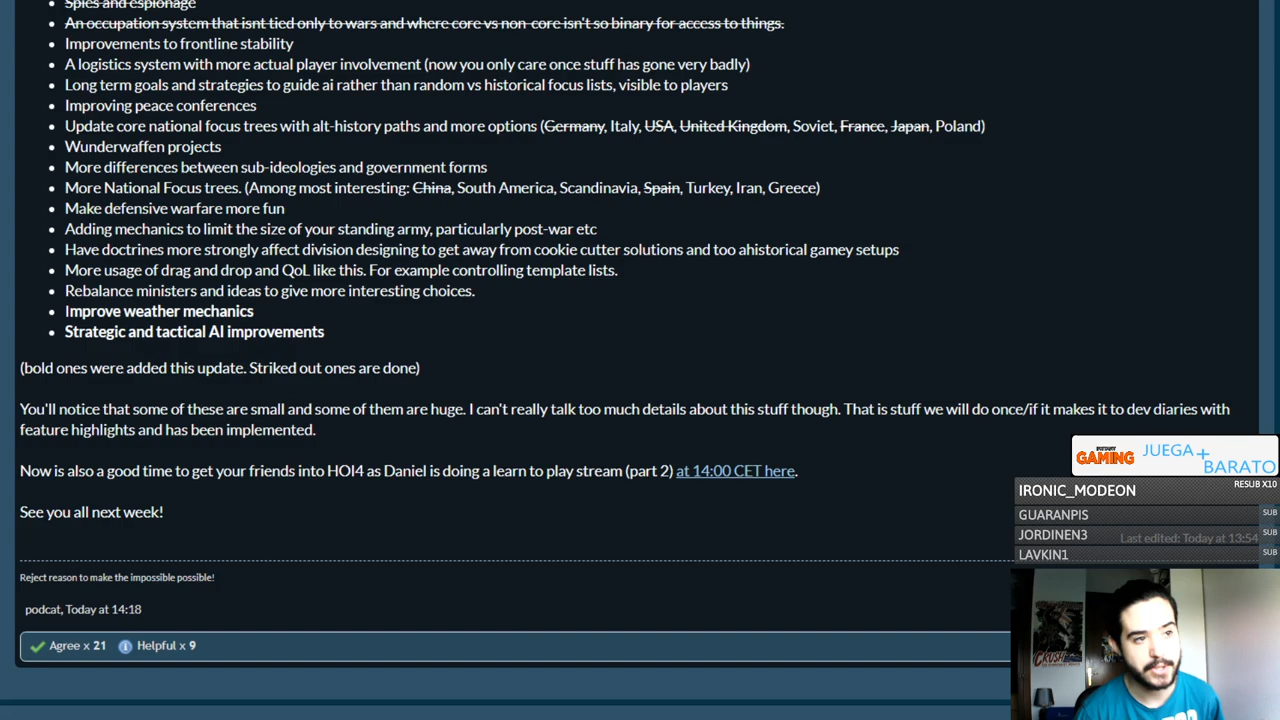 Spies and espionage
An occupation system that isnt tied only to wars and where core vs non-core isn't so binary for access to things.
Improvements to frontline stability
A logistics system with more actual player involvement (now you only care once stuff has gone very badly)
Long term goals and strategies to guide ai rather than random vs historical focus lists, visible to players
Improving peace conferences
Update core national focus trees with alt-history paths and more options (Germany, Italy, USA, United Kingdom, Soviet, France, Japan, Poland)
Wunderwaffen projects
More differences between sub-ideologies and government forms
More National Focus trees. (Among most interesting: China, South America, Scandinavia, Spain, Turkey, Iran, Greece)
Make defensive warfare more fun
Adding mechanics to limit the size of your standing army, particularly post-war etc
Have doctrines more strongly affect division designing to get away from cookie cutter solutions and too ahistorical gamey setups
More usage of drag and drop and QoL like this. For example controlling template lists.
Rebalance ministers and ideas to give more interesting choices.
Improve weather mechanics
Strategic and tactical AI improvements
(bold ones were added this update. Striked out ones are done)
You'll notice that some of these are small and some of them are huge. I can't really talk too much details about this stuff though. That is stuff we will do once/if it makes it to dev diaries with
feature highlights and has been implemented.
Now is also a good time to get your friends into HOI4 as Daniel is doing a learn to play stream (part 2) at 14:00 CET here.
See you all next week!
GAMING
JUEGA+
BARATO
IRONIC_MODEON RESUB X10
GUARANPIS SUB
JORDINEN3 SUB
Last edited: Today at 13:54
LAVKIN1 SUB
Reject reason to make the impossible possible!
podcat, Today at 14:18
Agree x 21 Helpful x 9
CRUSH